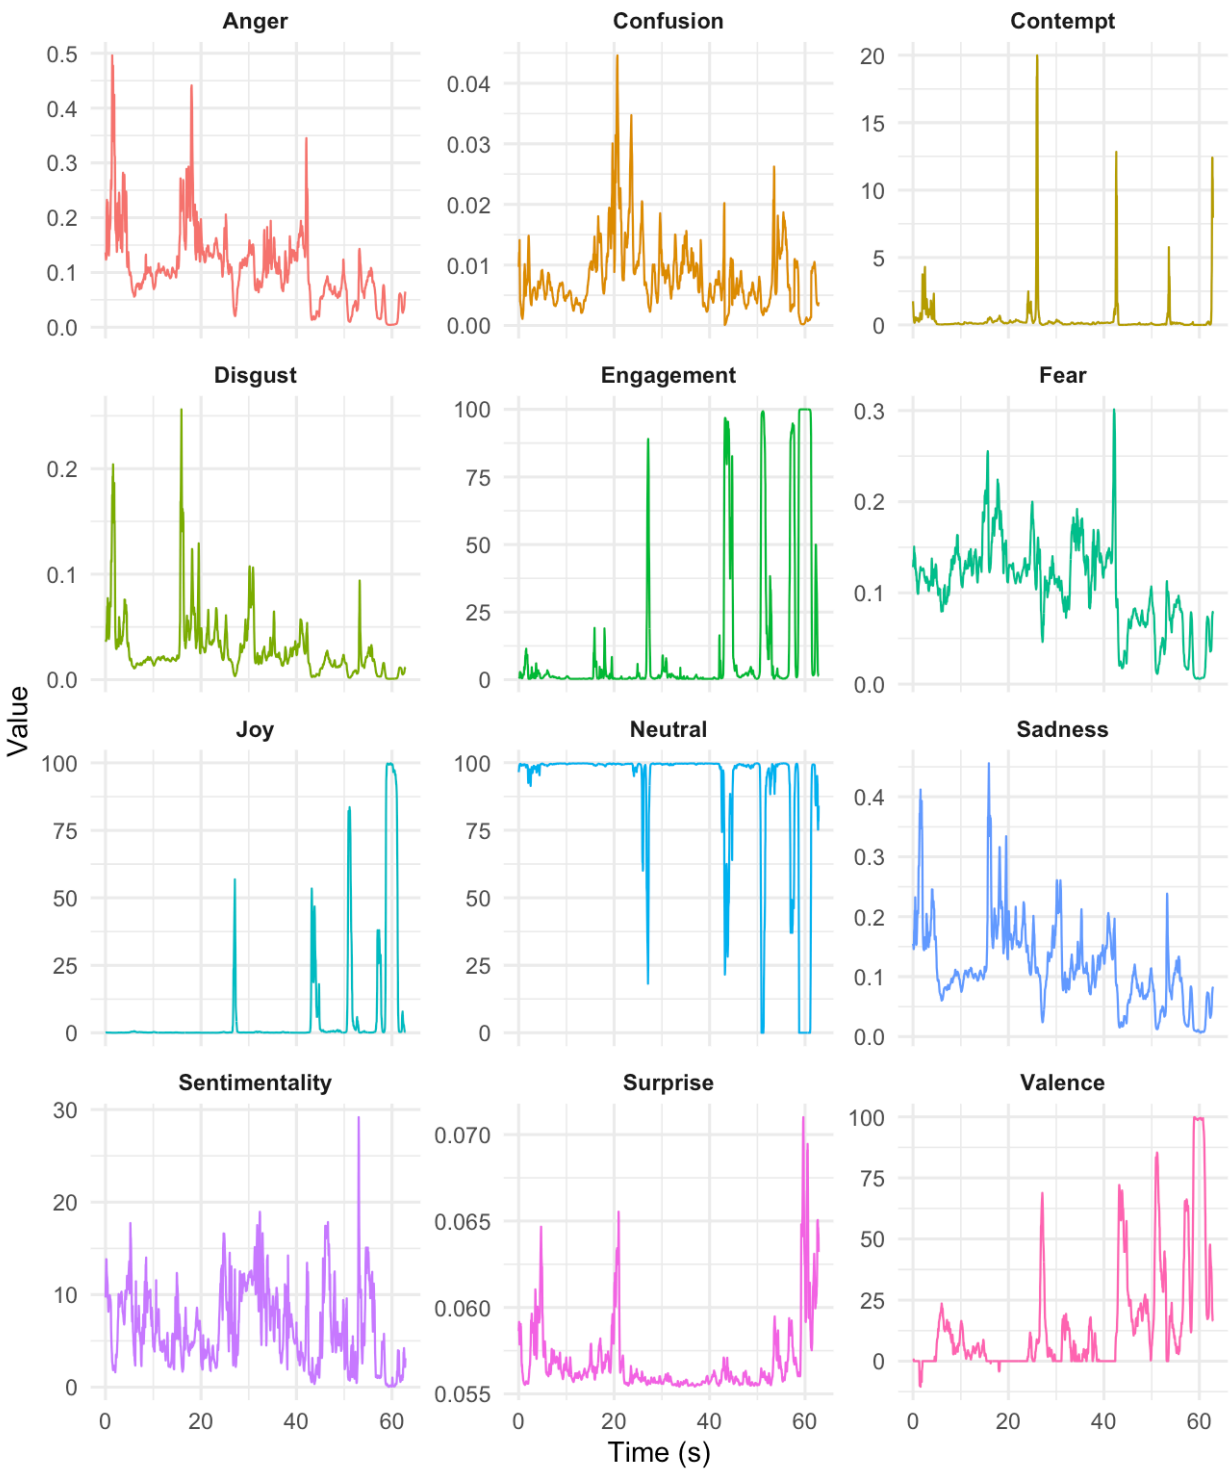 Anger Confusion Contempt
0.5 0.4 0.3 0.2 0.1 0.0
0.04 0.03 0.02 0.01 0.00
20 15 10 5 0
Disgust Engagement Fear
0.2 0.1 0.0
100 75 50 25 0
0.3 0.2 0.1 0.0
Value
Joy Neutral Sadness
100 75 50 25 0
100 75 50 25 0
0.4 0.3 0.2 0.1 0.0
Sentimentality Surprise Valence
30 20 10 0
0.070 0.065 0.060 0.055
100 75 50 25 0
0 20 40 60 0 20 40 60 0 20 40 60
Time (s)